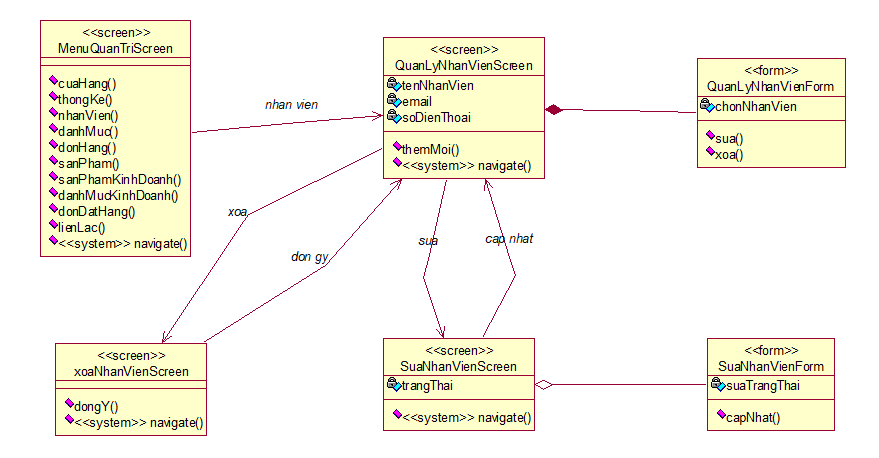 <<screen>>
MenuQuanTriScreen
cuaHang()
thongKe()
nhanVien()
danhMuc()
donHang()
sanPham()
sanPhamKinhDoanh()
danhMucKinhDoanh()
donDatHang()
lienLac()
<<system>> navigate()
nhan vien
<<screen>>
QuanLyNhanVienScreen
tenNhanVien
email
soDienThoai
themMoi()
<<system>> navigate()
<<form>>
QuanLyNhanVienForm
chonNhanVien
sua()
xoa()
xoa
don gy
sua
cap nhat
<<screen>>
xoaNhanVienScreen
dongY()
<<system>> navigate()
<<screen>>
SuaNhanVienScreen
trangThai
<<system>> navigate()
<<form>>
SuaNhanVienForm
suaTrangThai
capNhat()